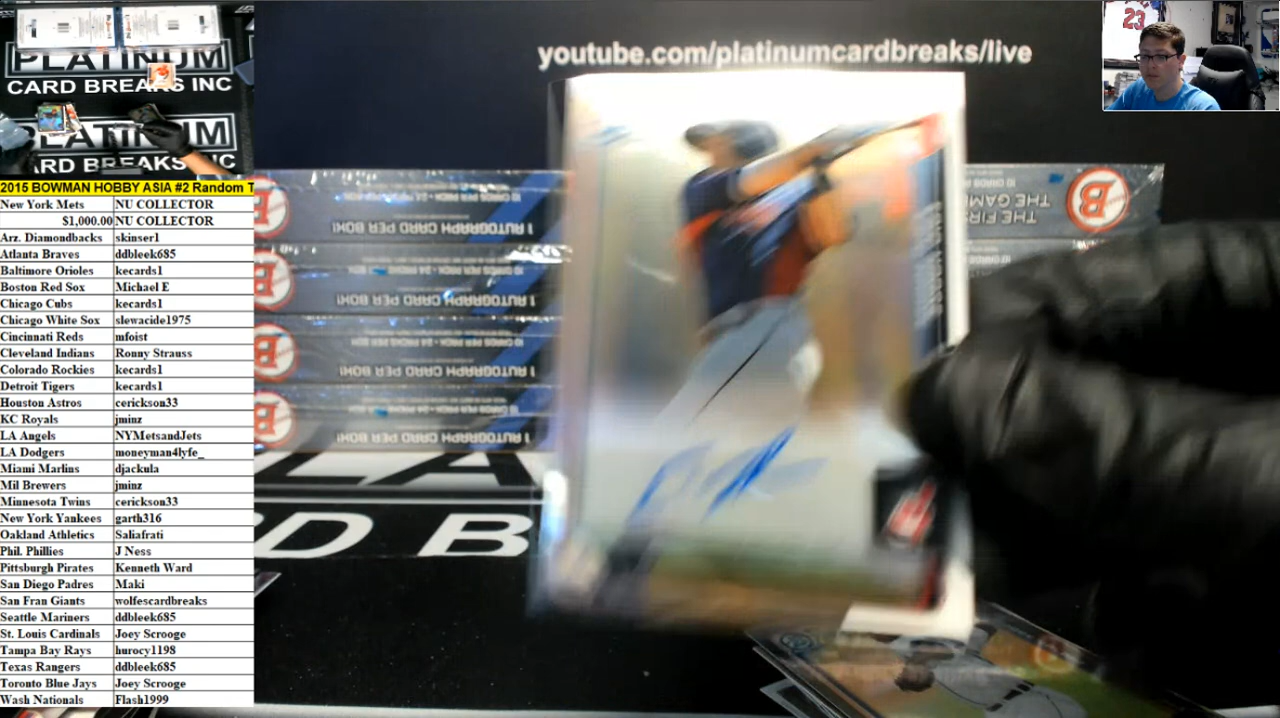 PLATINUM
CARD BREAKS INC
PLATINUM
CARD BREAKS INC
youtube.com/platinumcardbreaks/live
23
2015 BOWMAN HOBBY ASIA #2 Random T
New York Mets NU COLLECTOR
$1,000.00 NU COLLECTOR
Arz. Diamondbacks skinser1
Atlanta Braves ddbleek685
Baltimore Orioles kecards1
Boston Red Sox Michael E
Chicago Cubs kecards1
Chicago White Sox slewacide1975
Cincinnati Reds mfoist
Cleveland Indians Ronny Strauss
Colorado Rockies kecards1
Detroit Tigers kecards1
Houston Astros cerickson33
KC Royals jminz
LA Angels NYMetsandJets
LA Dodgers moneyman4lyfe_
Miami Marlins djackula
Mil Brewers jminz
Minnesota Twins cerickson33
New York Yankees garth316
Oakland Athletics Saliafrati
Phil. Phillies J Ness
Pittsburgh Pirates Kenneth Ward
San Diego Padres Maki
San Fran Giants wolfescardbreaks
Seattle Mariners ddbleek685
St. Louis Cardinals Joey Scrooge
Tampa Bay Rays hurocy1198
Texas Rangers ddbleek685
Toronto Blue Jays Joey Scrooge
Wash Nationals Flash1999
1 AUTOGRAPH CARD PER BOX!
1 AUTOGRAPH CARD PER BOX!
1 AUTOGRAPH CARD PER BOX!
1 AUTOGRAPH CARD PER BOX!
B
THE FIRS
THE GAM
D B